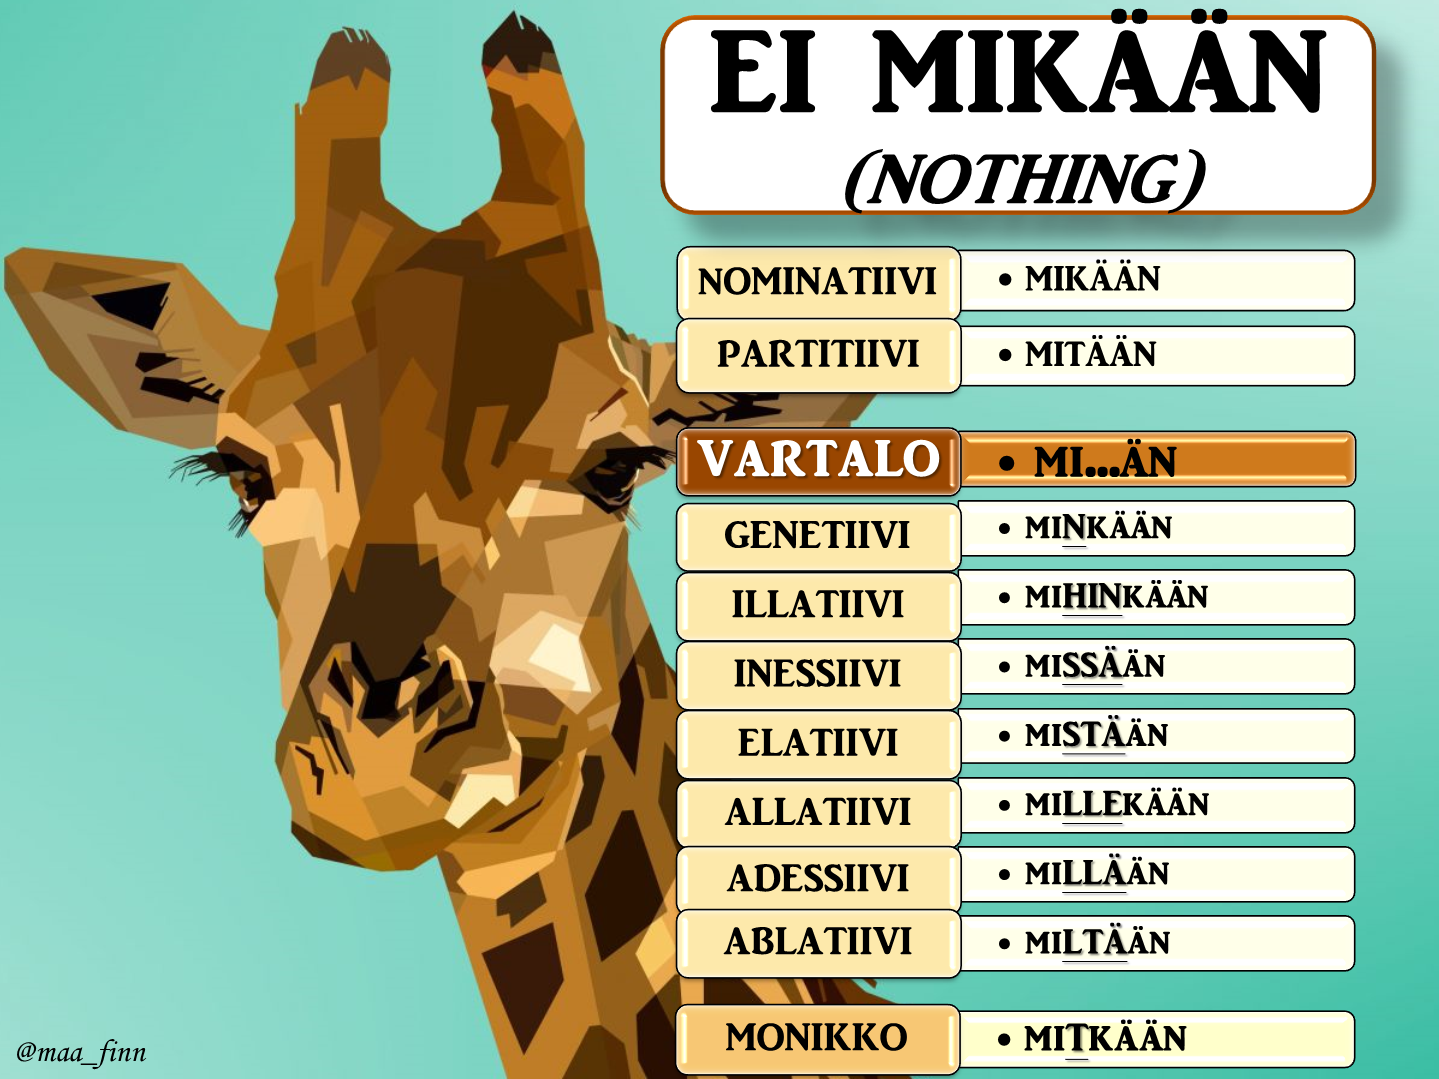 EI MIKÄÄN
(NOTHING)
NOMINATIIVI • MIKÄÄN
PARTITIIVI • MITÄÄN
VARTALO • MI...ÄN
GENETIIVI • MINKÄÄN
ILLATIIVI • MIHINKÄÄN
INESSIIVI • MISSÄÄN
ELATIIVI • MISTÄÄN
ALLATIIVI • MILLEKÄÄN
ADESSIIVI • MILLÄÄN
ABLATIIVI • MILTÄÄN
MONIKKO • MITKÄÄN
@maa_finn